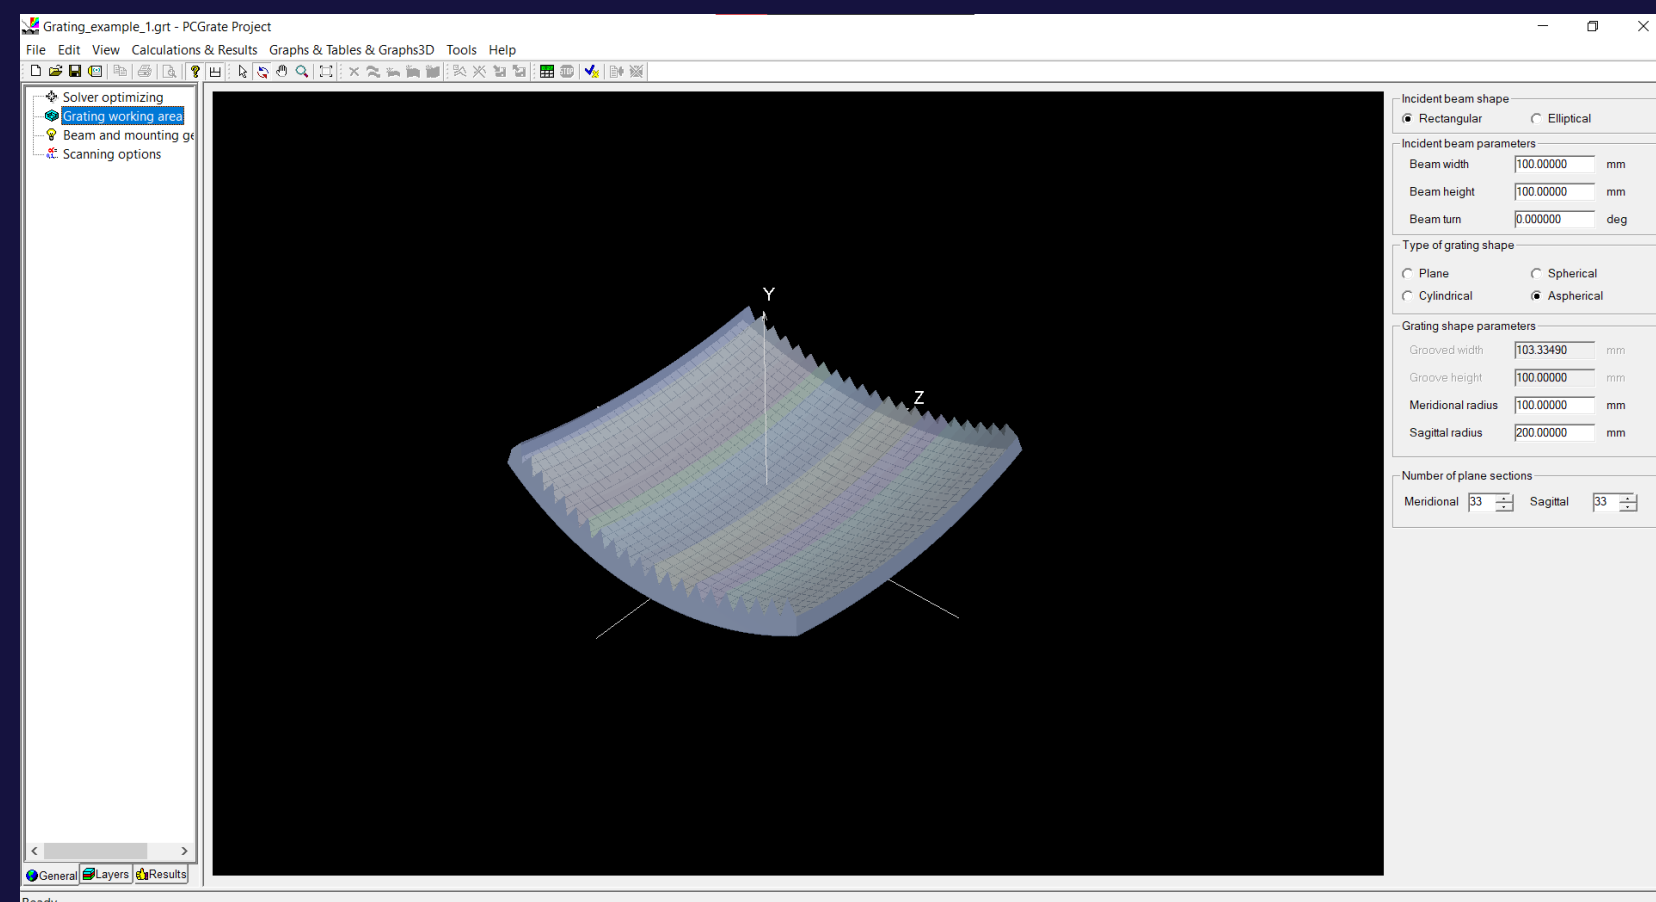 Grating_example_1.grt - PCGrate Project
File Edit View Calculations & Results Graphs & Tables & Graphs3D Tools Help
Solver optimizing
Grating working area
Beam and mounting ge
Scanning options
General Layers Results
Y
Z
Incident beam shape
Rectangular Elliptical
Incident beam parameters
Beam width 100.00000 mm
Beam height 100.00000 mm
Beam turn 0.000000 deg
Type of grating shape
Plane Spherical
Cylindrical Aspherical
Grating shape parameters
Grooved width 103.33490 mm
Groove height 100.00000 mm
Meridional radius 100.00000 mm
Sagittal radius 200.00000 mm
Number of plane sections
Meridional 33 Sagittal 33
Ready